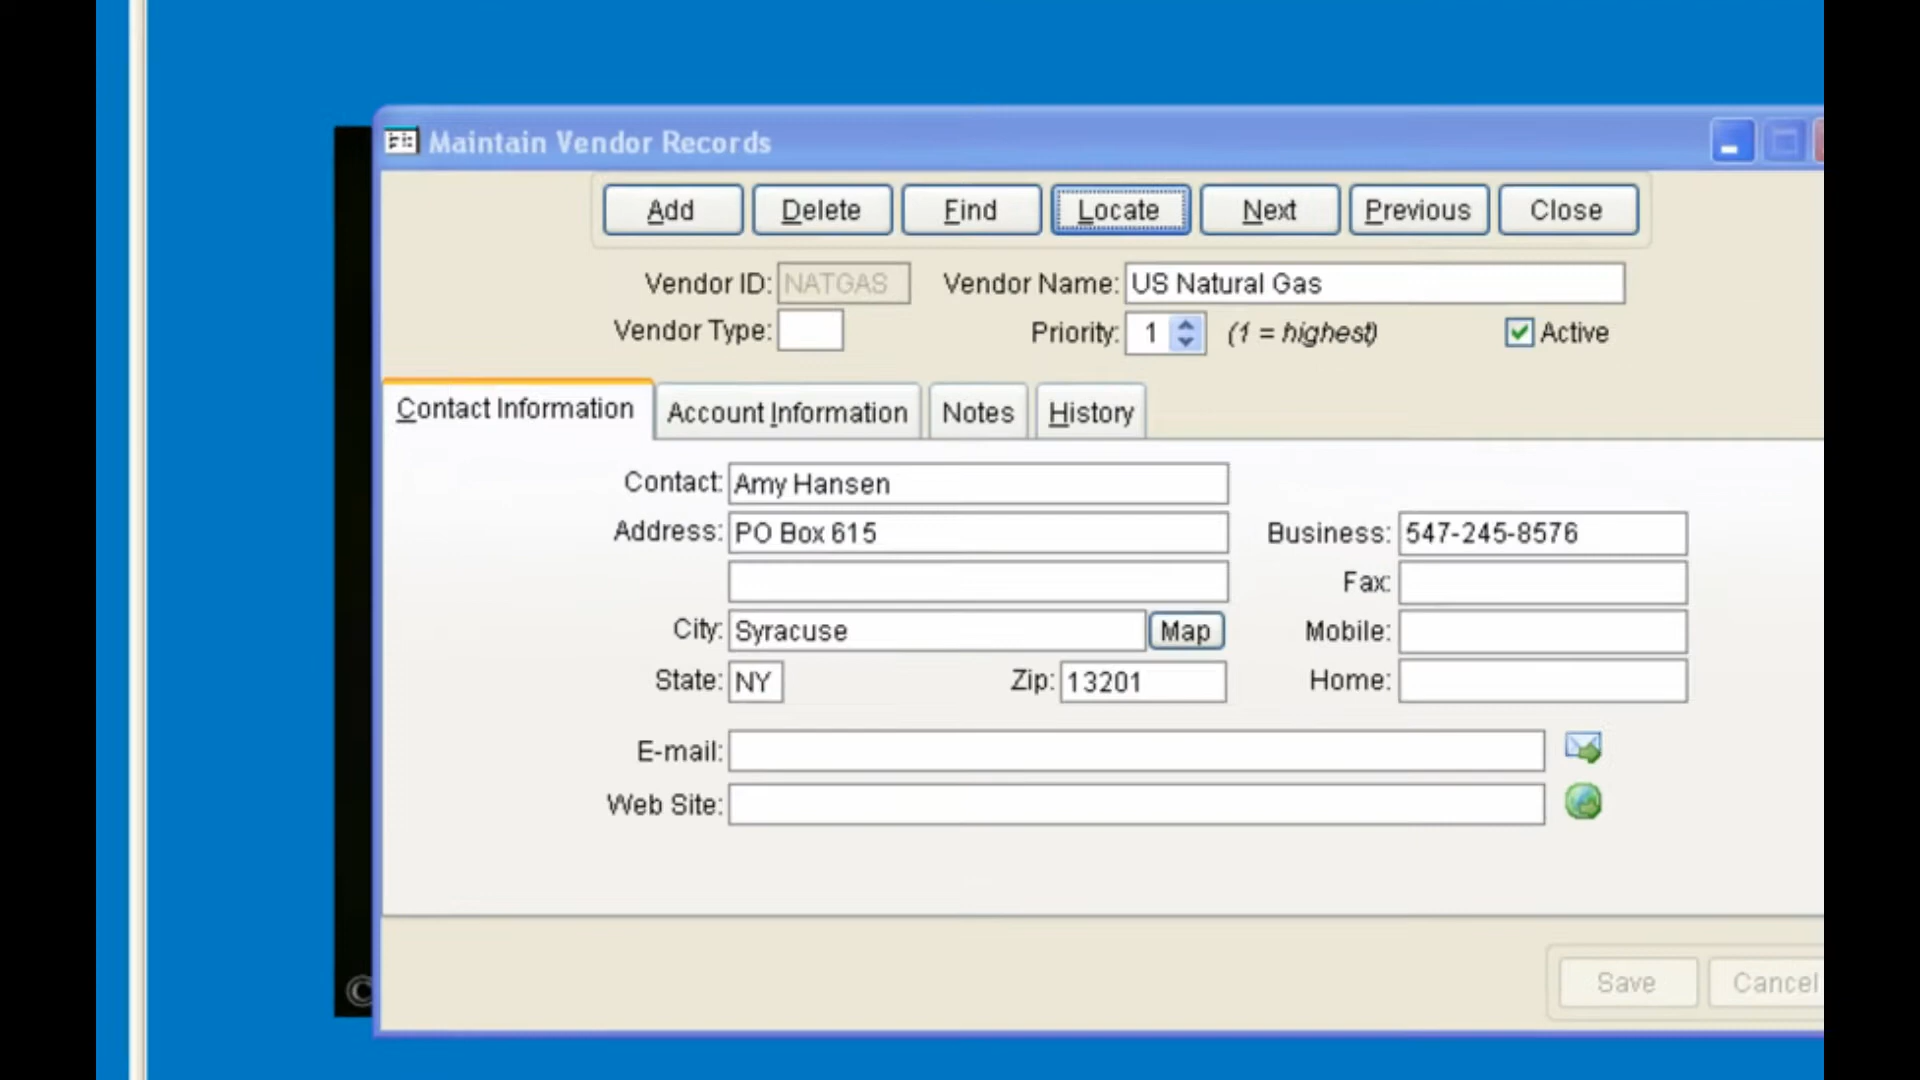 Maintain Vendor Records
Add Delete Find Locate Next Previous Close
Vendor ID: NATGAS Vendor Name: US Natural Gas
Vendor Type: Priority: 1 (1 = highest) Active
Contact Information Account Information Notes History
Contact: Amy Hansen
Address: PO Box 615 Business: 547-245-8576
Fax:
City: Syracuse Map Mobile:
State: NY Zip: 13201 Home:
E-mail:
Web Site:
©
Save Cancel